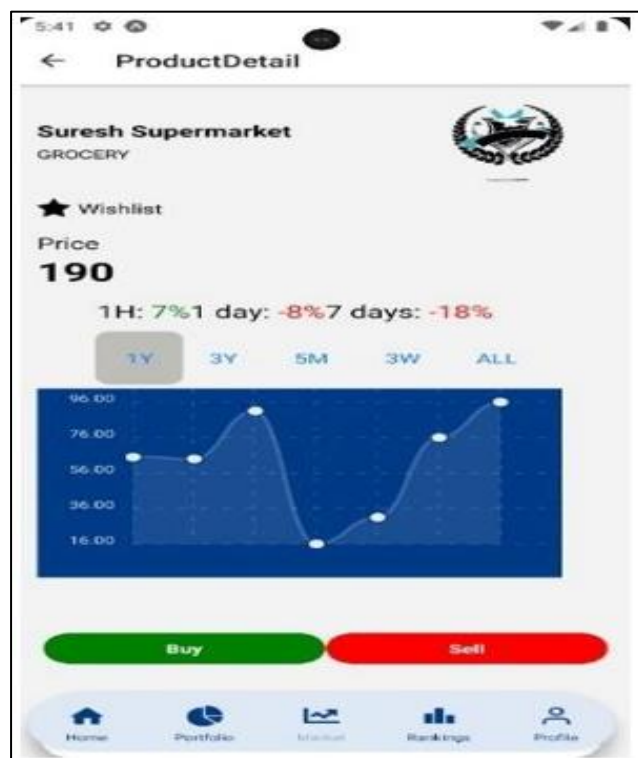 5:41
ProductDetail
Suresh Supermarket
GROCERY
Wishlist
Price
190
1H: 7%1 day: -8%7 days: -18%
1Y 3Y 5M 3W ALL
96.00
76.00
56.00
36.00
16.00
Buy Sell
Home Portfolio Market Rankings Profile